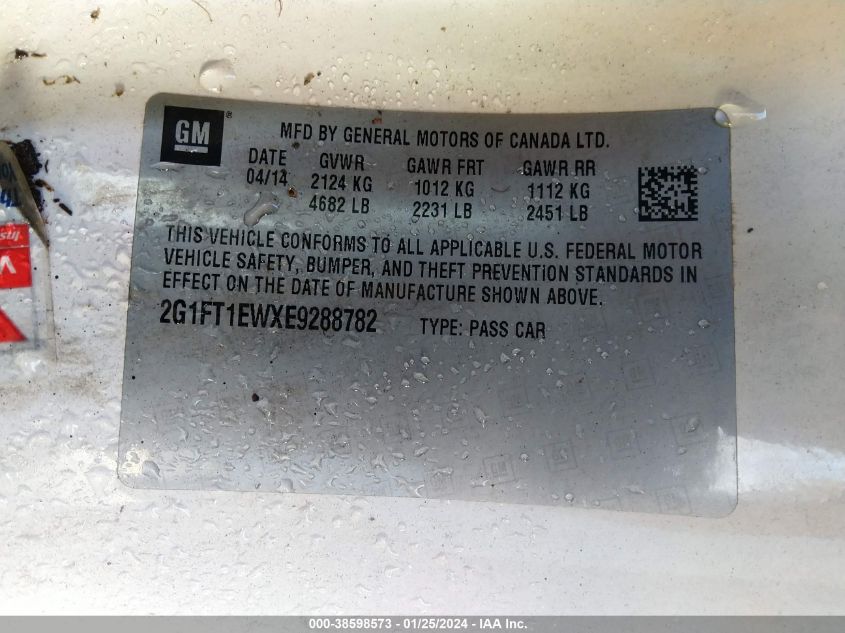 GM ®
MFD BY GENERAL MOTORS OF CANADA LTD.
DATE GVWR GAWR FRT GAWR RR
04/14 2124 KG 1012 KG 1112 KG
4682 LB 2231 LB 2451 LB
THIS VEHICLE CONFORMS TO ALL APPLICABLE U.S. FEDERAL MOTOR
VEHICLE SAFETY, BUMPER, AND THEFT PREVENTION STANDARDS IN
EFFECT ON THE DATE OF MANUFACTURE SHOWN ABOVE.
2G1FT1EWXE9288782 TYPE: PASS CAR
000-38598573 — 01/25/2024 — IAA Inc.